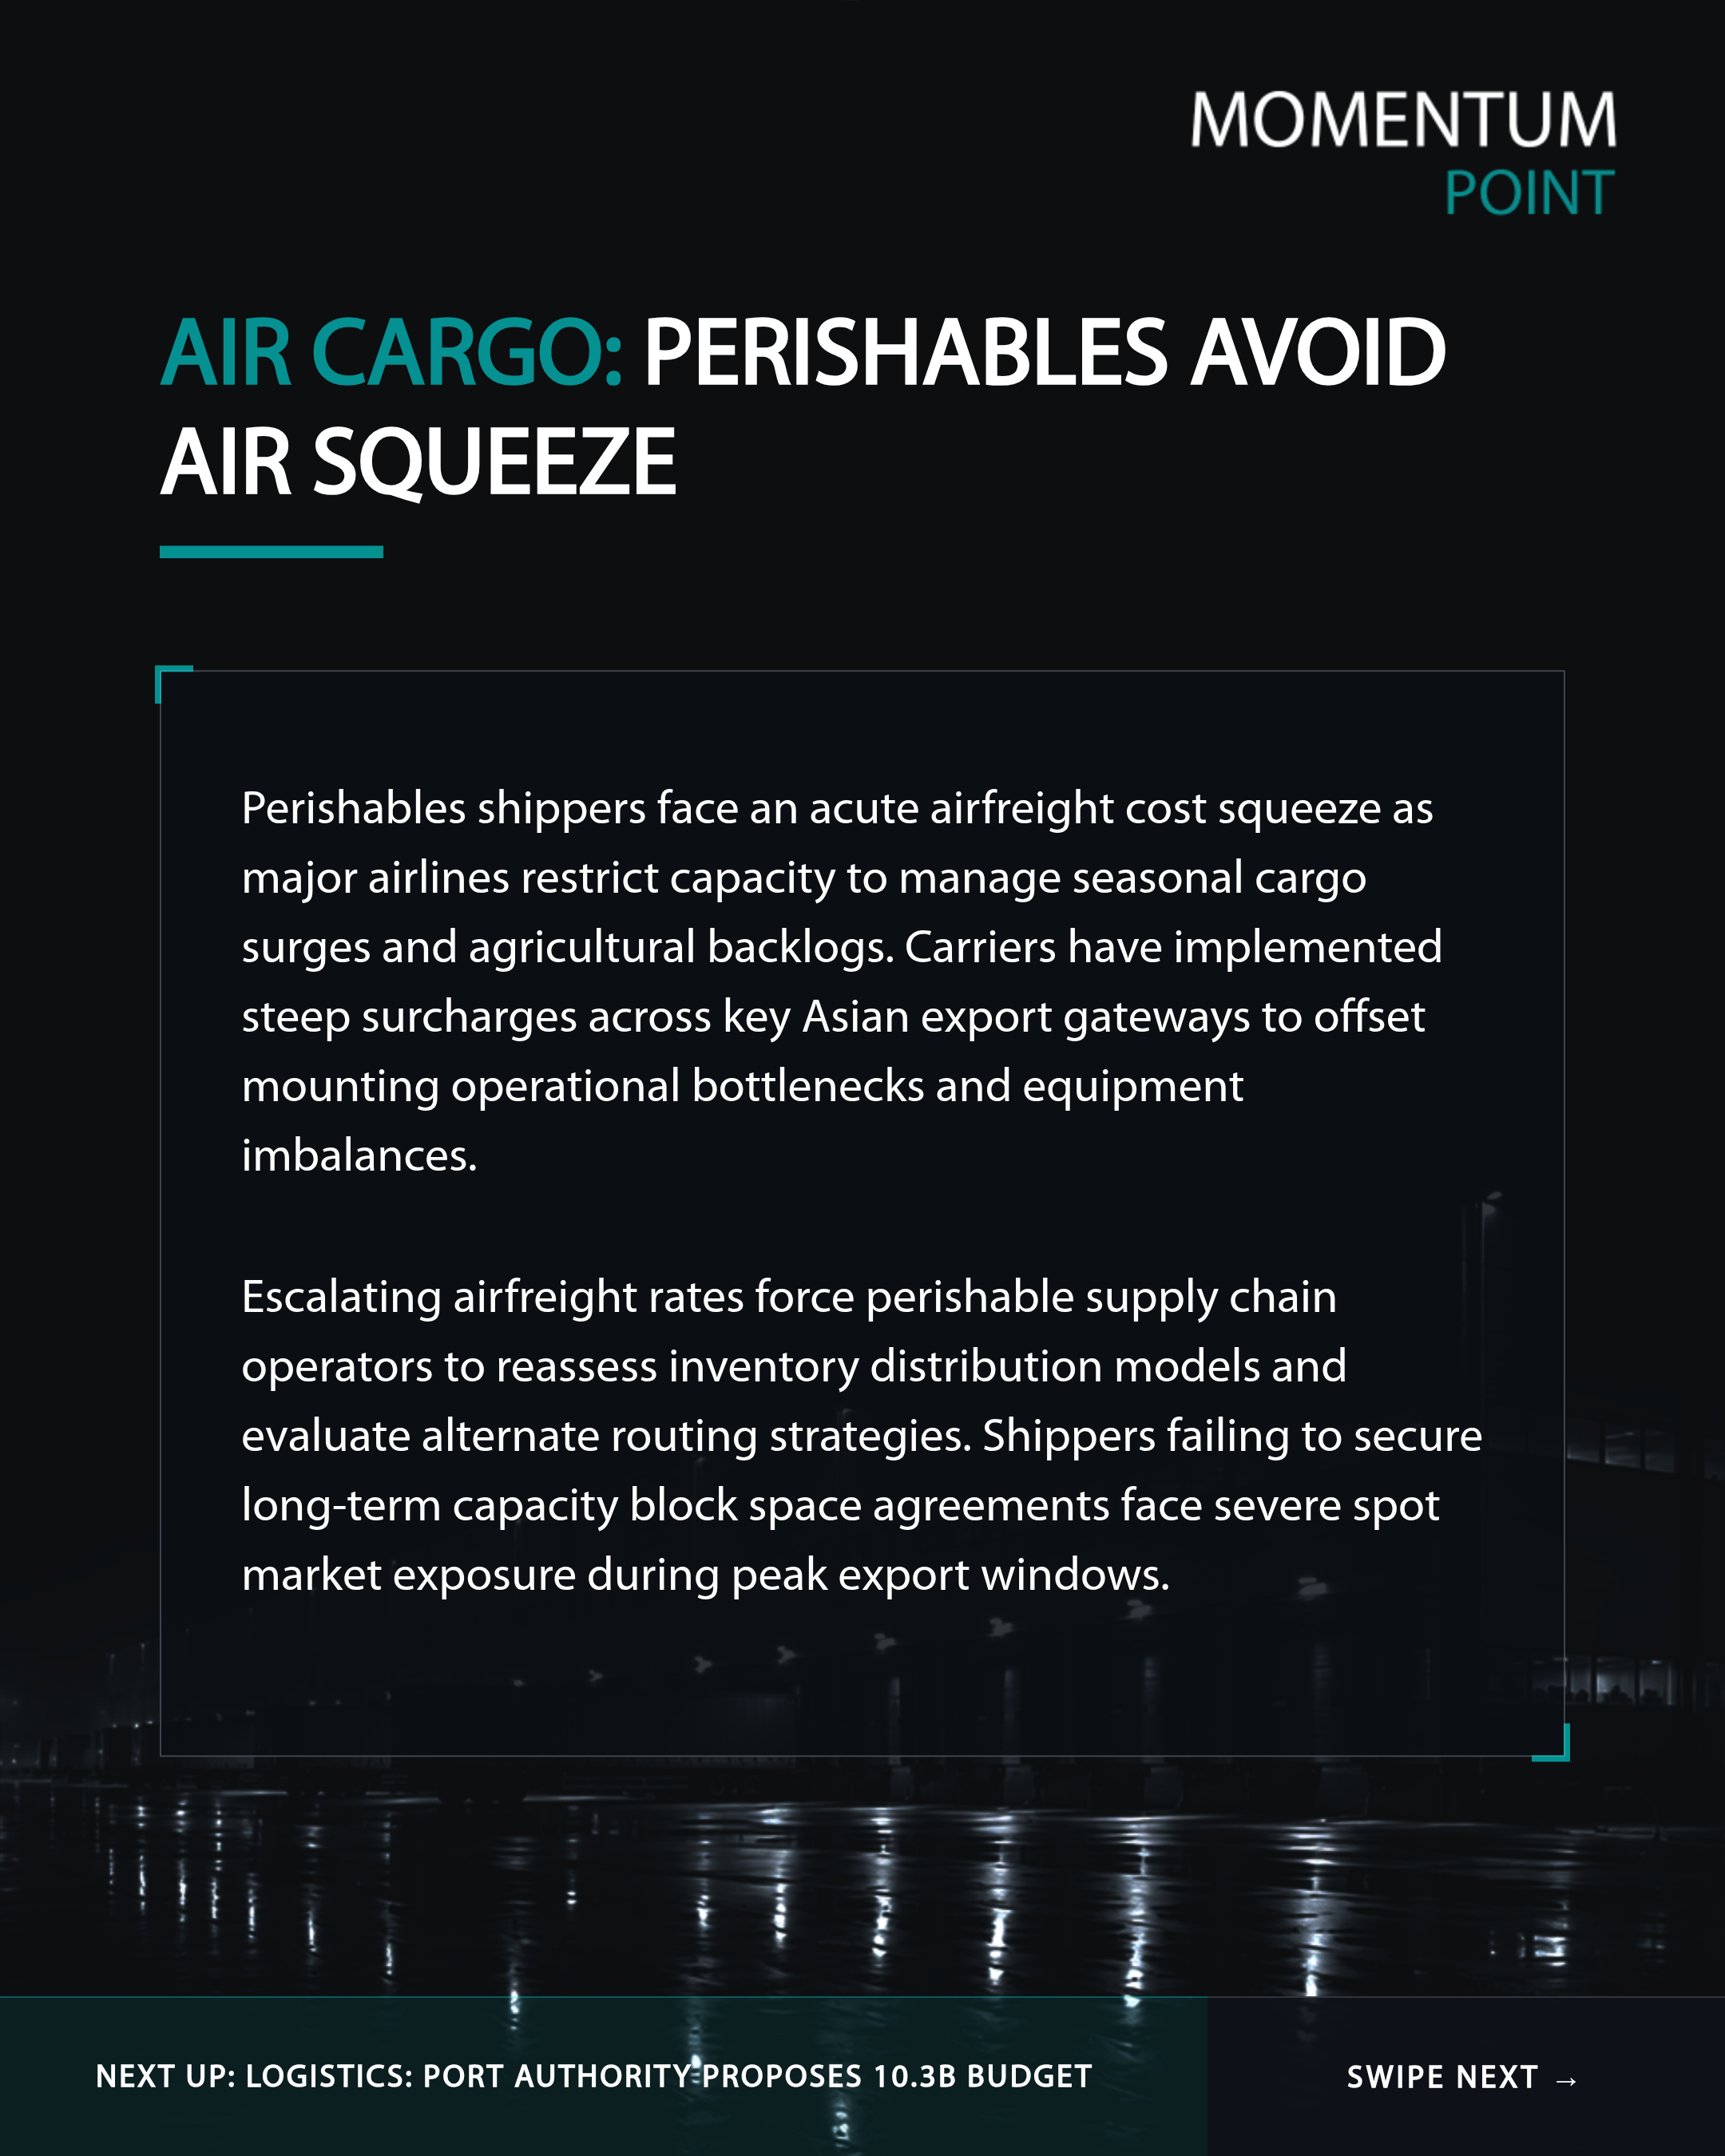 MOMENTUM
POINT
AIR CARGO: PERISHABLES AVOID
AIR SQUEEZE
Perishables shippers face an acute airfreight cost squeeze as
major airlines restrict capacity to manage seasonal cargo
surges and agricultural backlogs. Carriers have implemented
steep surcharges across key Asian export gateways to offset
mounting operational bottlenecks and equipment
imbalances.
Escalating airfreight rates force perishable supply chain
operators to reassess inventory distribution models and
evaluate alternate routing strategies. Shippers failing to secure
long-term capacity block space agreements face severe spot
market exposure during peak export windows.
NEXT UP: LOGISTICS: PORT AUTHORITY PROPOSES 10.3B BUDGET
SWIPE NEXT →